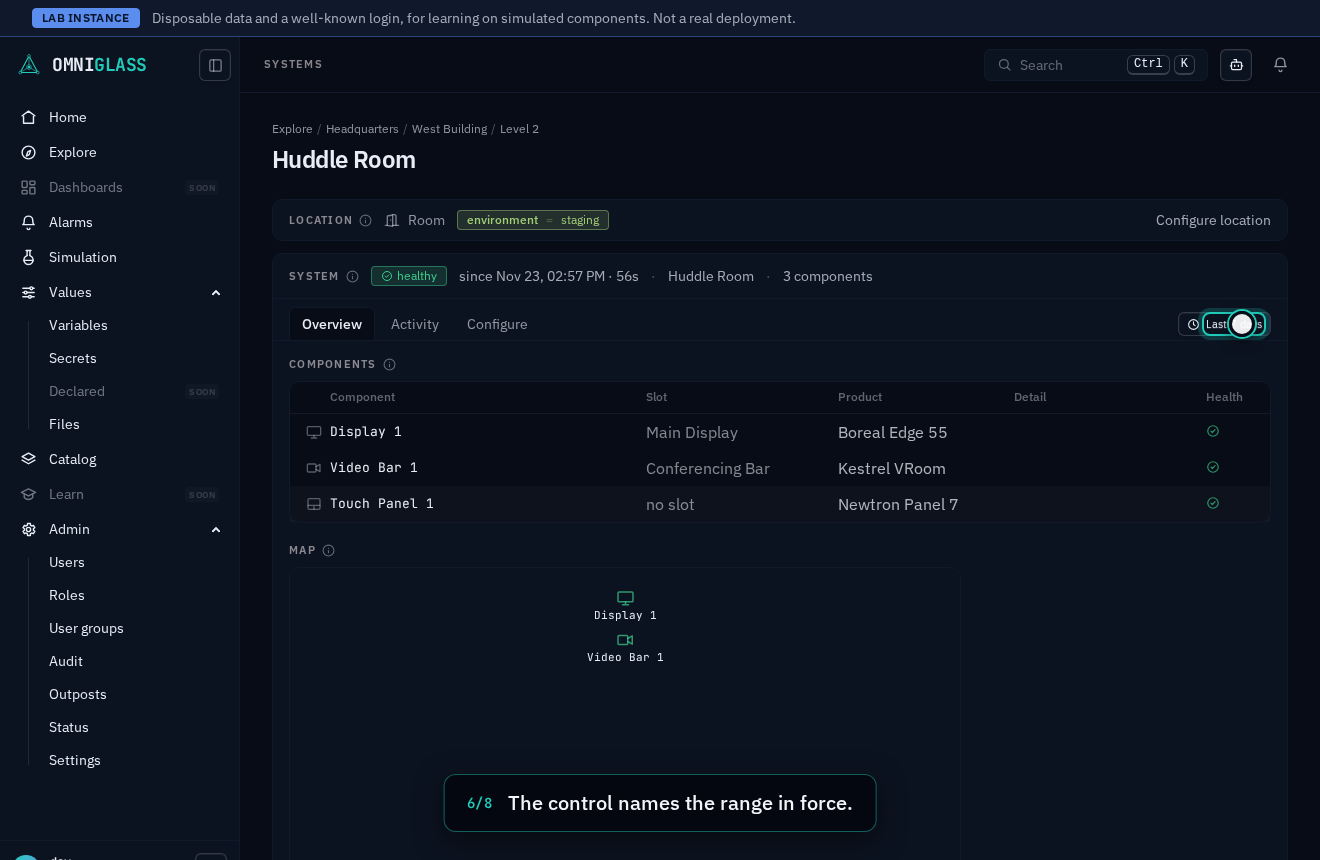 LAB INSTANCE Disposable data and a well-known login, for learning on simulated components. Not a real deployment.
OMNIGLASS
SYSTEMS
Search Ctrl K
Home
Explore
Dashboards SOON
Alarms
Simulation
Values
Variables
Secrets
Declared SOON
Files
Catalog
Learn SOON
Admin
Users
Roles
User groups
Audit
Outposts
Status
Settings
Explore / Headquarters / West Building / Level 2
Huddle Room
LOCATION Room environment = staging Configure location
SYSTEM healthy since Nov 23, 02:57 PM · 56s · Huddle Room · 3 components
Overview Activity Configure Last
COMPONENTS
Component Slot Product Detail Health
Display 1 Main Display Boreal Edge 55
Video Bar 1 Conferencing Bar Kestrel VRoom
Touch Panel 1 no slot Newtron Panel 7
MAP
Display 1
Video Bar 1
6/8 The control names the range in force.